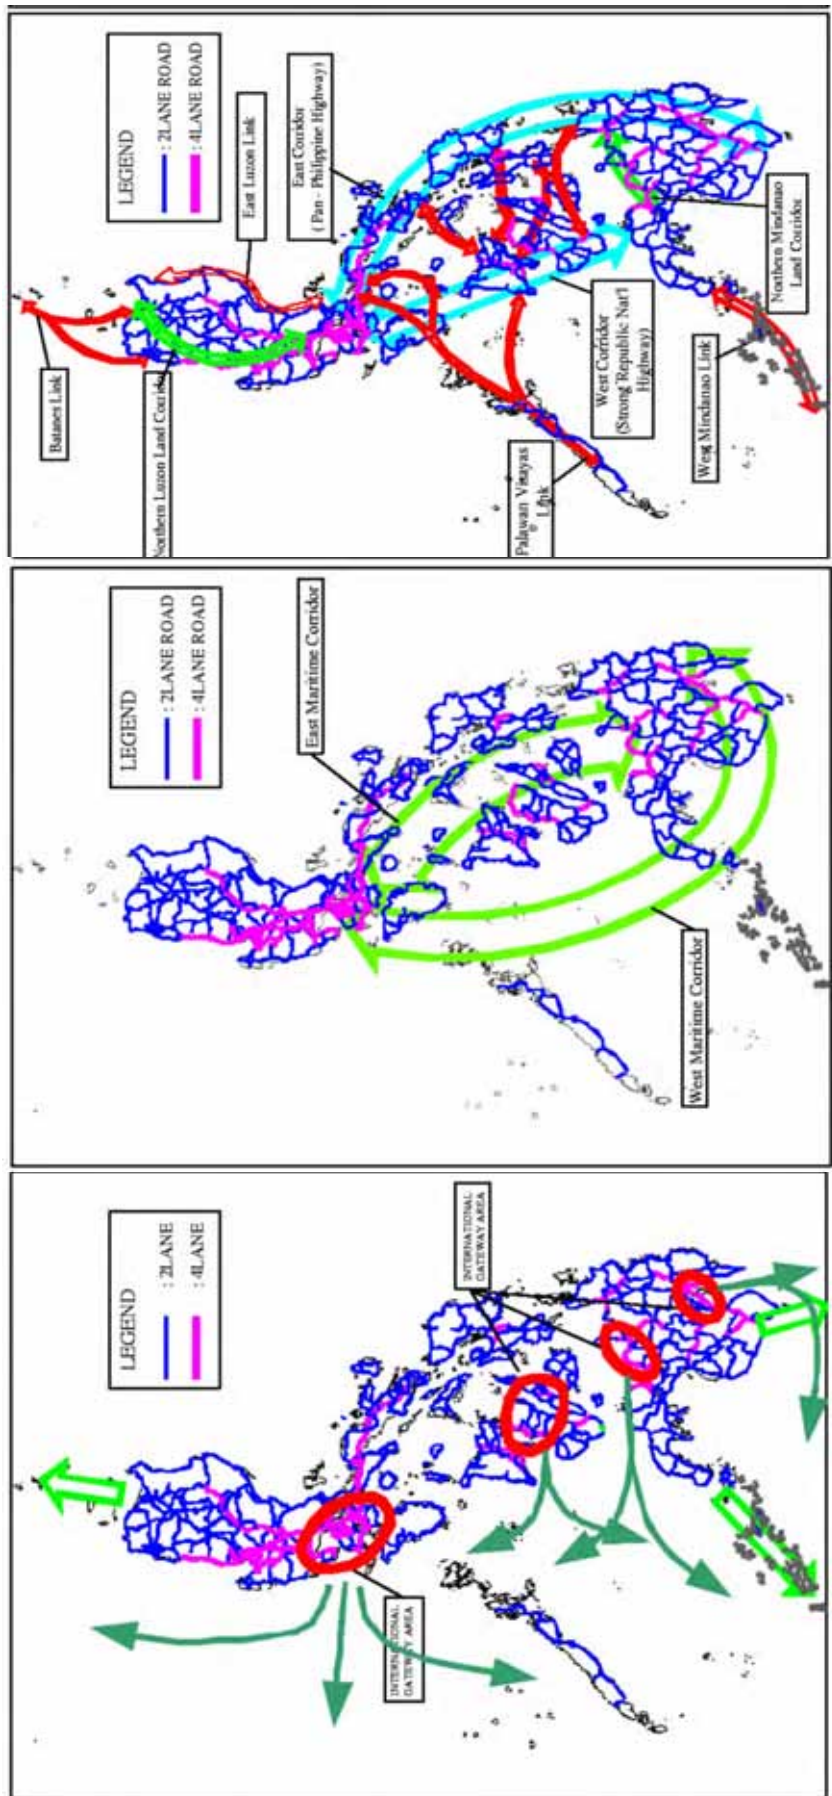 LEGEND
: 2LANE ROAD
: 4LANE ROAD
East Luzon Link
East Corridor
( Pan - Philippine Highway)
Batanes Link
Northern Luzon Land Corrid
Palawan Visayas
Link
West Corridor
(Strong Republic Nat'l
Highway)
West Mindanao Link
Northern Mindanao
Land Corridor
LEGEND
: 2LANE ROAD
: 4LANE ROAD
East Maritime Corridor
West Maritime Corridor
LEGEND
: 2LANE
: 4LANE
INTERNATIONAL
GATEWAY AREA
INTERNATIONAL
GATEWAY AREA